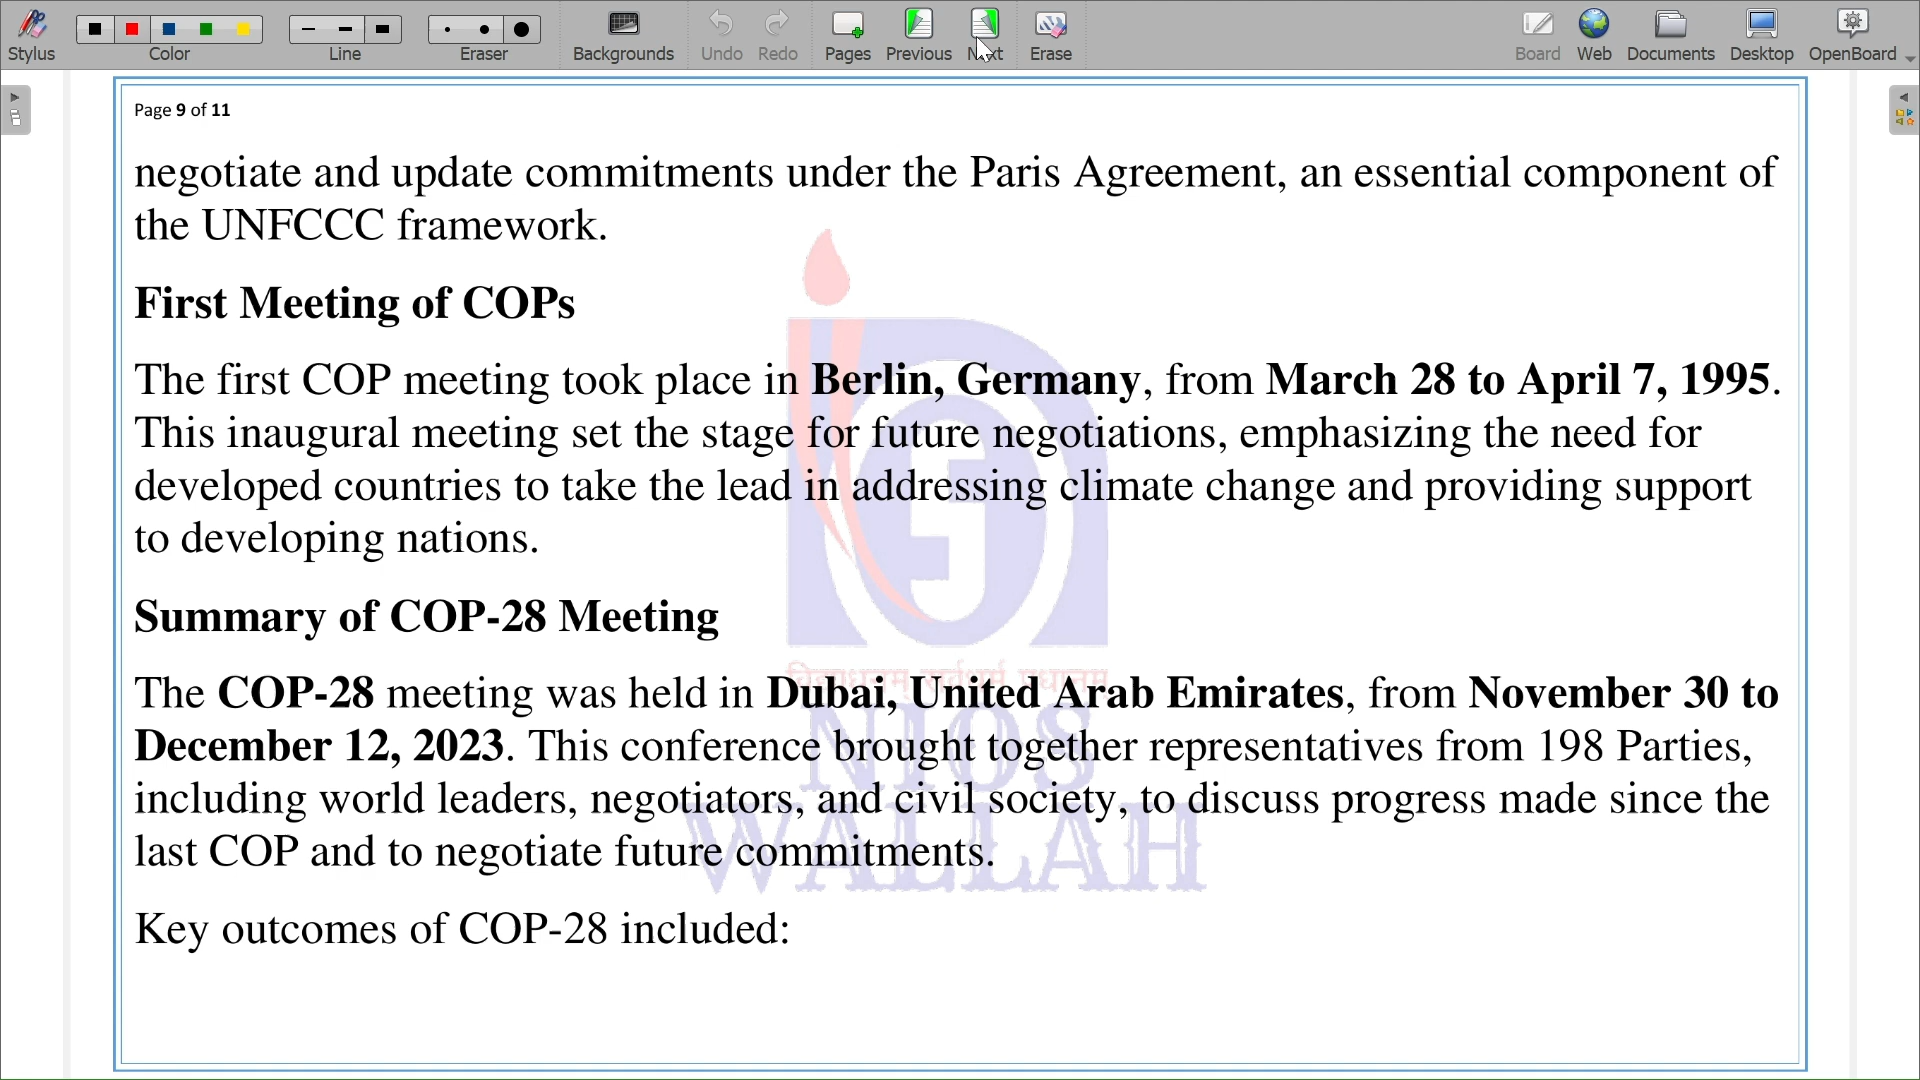 Stylus
Color
Line
Eraser
Backgrounds
Undo
Redo
Pages
Previous
Erase
Board
Web
Documents
Desktop
OpenBoard
Page 9 of 11
negotiate and update commitments under the Paris Agreement, an essential component of
the UNFCCC framework.
First Meeting of COPs
The first COP meeting took place in Berlin, Germany, from March 28 to April 7, 1995.
This inaugural meeting set the stage for future negotiations, emphasizing the need for
developed countries to take the lead in addressing climate change and providing support
to developing nations.
Summary of COP-28 Meeting
विद्याधनम् सर्वधनं प्रधानम्
The COP-28 meeting was held in Dubai, United Arab Emirates, from November 30 to
December 12, 2023. This conference brought together representatives from 198 Parties,
including world leaders, negotiators, and civil society, to discuss progress made since the
last COP and to negotiate future commitments.
NIOS
WALLAH
Key outcomes of COP-28 included: